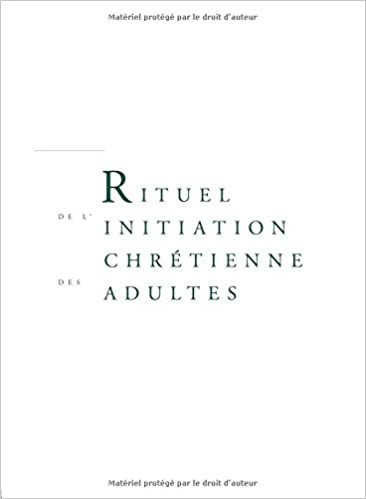 Matériel protégé par le droit d'auteur
RITUEL
DE L' INITIATION
CHRÉTIENNE
DES ADULTES
Matériel protégé par le droit d'auteur